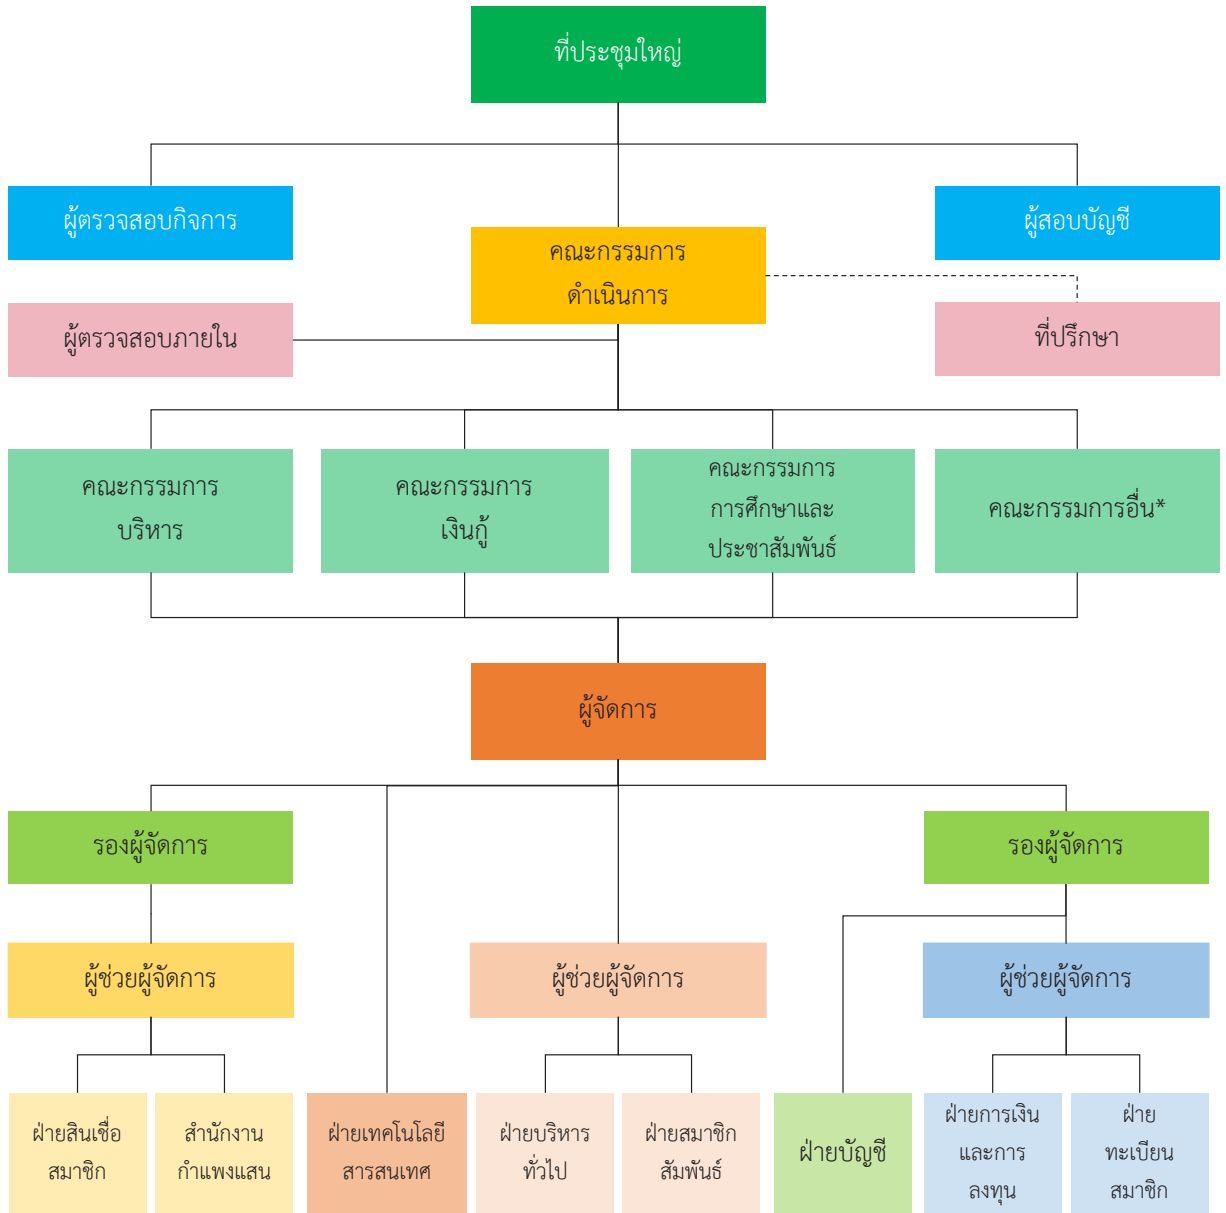 ที่ประชุมใหญ่
ผู้ตรวจสอบกิจการ
ผู้สอบบัญชี
คณะกรรมการ
ดำเนินการ
ผู้ตรวจสอบภายใน
ที่ปรึกษา
คณะกรรมการ
บริหาร
คณะกรรมการ
เงินกู้
คณะกรรมการ
การศึกษาและ
ประชาสัมพันธ์
คณะกรรมการอื่น*
ผู้จัดการ
รองผู้จัดการ
รองผู้จัดการ
ผู้ช่วยผู้จัดการ
ผู้ช่วยผู้จัดการ
ผู้ช่วยผู้จัดการ
ฝ่ายสินเชื่อ
สมาชิก
สำนักงาน
กำแพงแสน
ฝ่ายเทคโนโลยี
สารสนเทศ
ฝ่ายบริหาร
ทั่วไป
ฝ่ายสมาชิก
สัมพันธ์
ฝ่ายบัญชี
ฝ่ายการเงิน
และการ
ลงทุน
ฝ่าย
ทะเบียน
สมาชิก